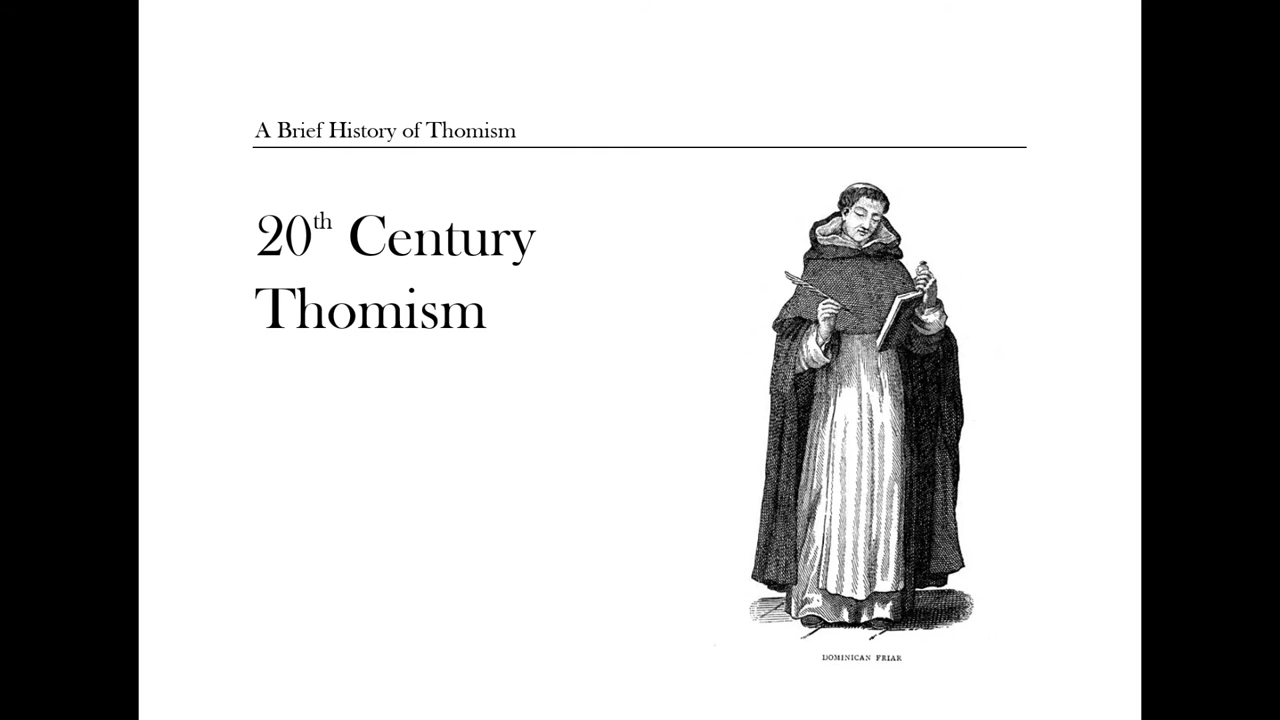 A Brief History of Thomism
20th Century
Thomism
DOMINICAN FRIAR